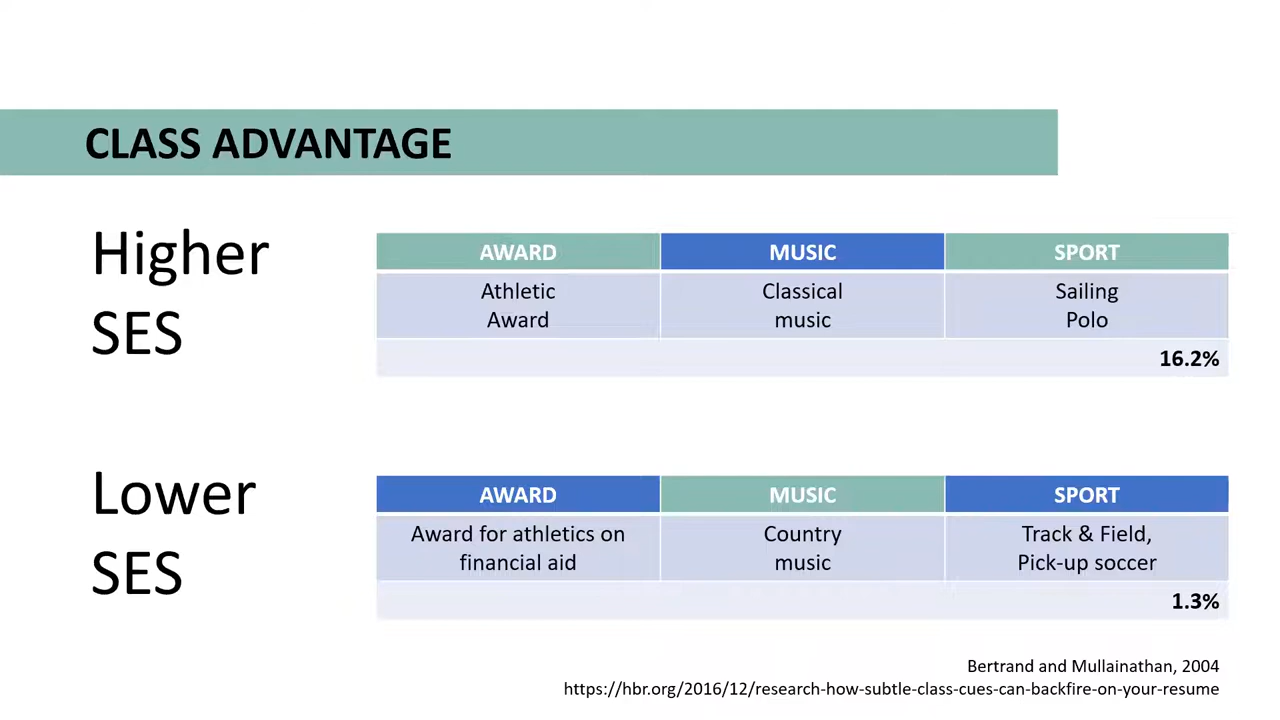 CLASS ADVANTAGE
Higher
SES
AWARD MUSIC SPORT
Athletic Classical Sailing
Award music Polo
16.2%
Lower
SES
AWARD MUSIC SPORT
Award for athletics on Country Track & Field,
financial aid music Pick-up soccer
1.3%
Bertrand and Mullainathan, 2004
https://hbr.org/2016/12/research-how-subtle-class-cues-can-backfire-on-your-resume